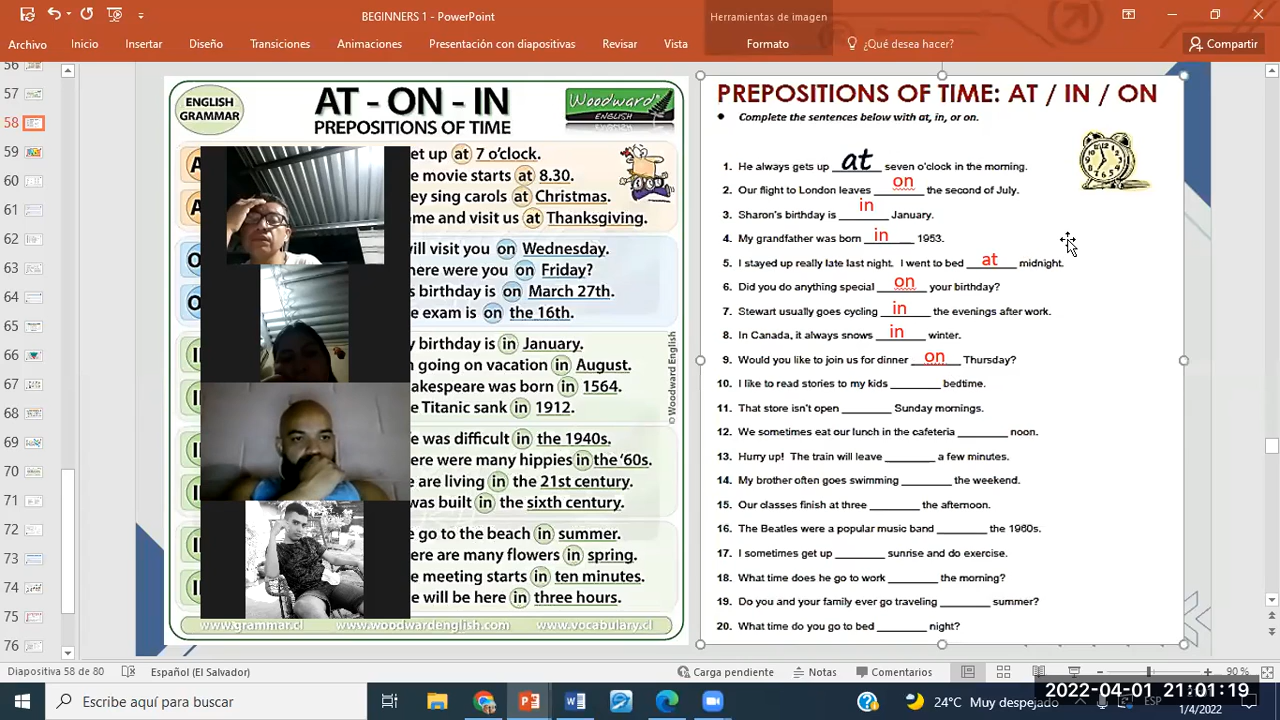 BEGINNERS 1 - PowerPoint
Herramientas de imagen
Archivo Inicio Insertar Diseño Transiciones Animaciones Presentación con diapositivas Revisar Vista Formato ¿Qué desea hacer? Compartir
56
57
58
59
60
61
62
63
64
65
66
67
68
69
70
71
72
73
74
75
76
ENGLISH
GRAMMAR
AT - ON - IN
PREPOSITIONS OF TIME
Woodward
ENGLISH
et up at 7 o'clock.
e movie starts at 8.30.
ey sing carols at Christmas.
ome and visit us at Thanksgiving.
will visit you on Wednesday.
here were you on Friday?
s birthday is on March 27th.
e exam is on the 16th.
y birthday is in January.
going on vacation in August.
akespeare was born in 1564.
e Titanic sank in 1912.
e was difficult in the 1940s.
ere were many hippies in the '60s.
e are living in the 21st century.
was built in the sixth century.
e go to the beach in summer.
ere are many flowers in spring.
e meeting starts in ten minutes.
e will be here in three hours.
© Woodward English
www.grammar.cl www.woodwardenglish.com www.vocabulary.cl
PREPOSITIONS OF TIME: AT / IN / ON
Complete the sentences below with at, in, or on.
1. He always gets up at seven o'clock in the morning.
2. Our flight to London leaves on the second of July.
3. Sharon's birthday is in January.
4. My grandfather was born in 1953.
5. I stayed up really late last night. I went to bed at midnight.
6. Did you do anything special on your birthday?
7. Stewart usually goes cycling in the evenings after work.
8. In Canada, it always snows in winter.
9. Would you like to join us for dinner on Thursday?
10. I like to read stories to my kids ________ bedtime.
11. That store isn't open ________ Sunday mornings.
12. We sometimes eat our lunch in the cafeteria ________ noon.
13. Hurry up! The train will leave ________ a few minutes.
14. My brother often goes swimming ________ the weekend.
15. Our classes finish at three ________ the afternoon.
16. The Beatles were a popular music band ________ the 1960s.
17. I sometimes get up ________ sunrise and do exercise.
18. What time does he go to work ________ the morning?
19. Do you and your family ever go traveling ________ summer?
20. What time do you go to bed ________ night?
Diapositiva 58 de 80 Español (El Salvador) Carga pendiente Notas Comentarios 90 %
Escribe aquí para buscar
24°C Muy despejado
ESP
2022-04-01 21:01:19
1/4/2022